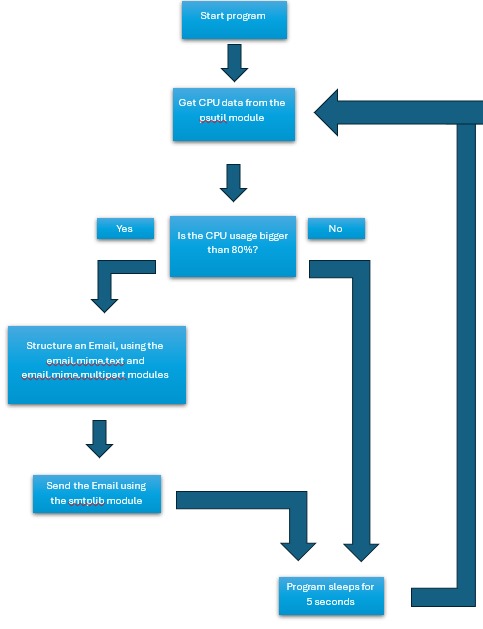 Start program
Get CPU data from the
psutil module
Is the CPU usage bigger
than 80%?
Yes
No
Structure an Email, using the
email.mime.text and
email.mime.multipart modules
Send the Email using
the smtplib module
Program sleeps for
5 seconds